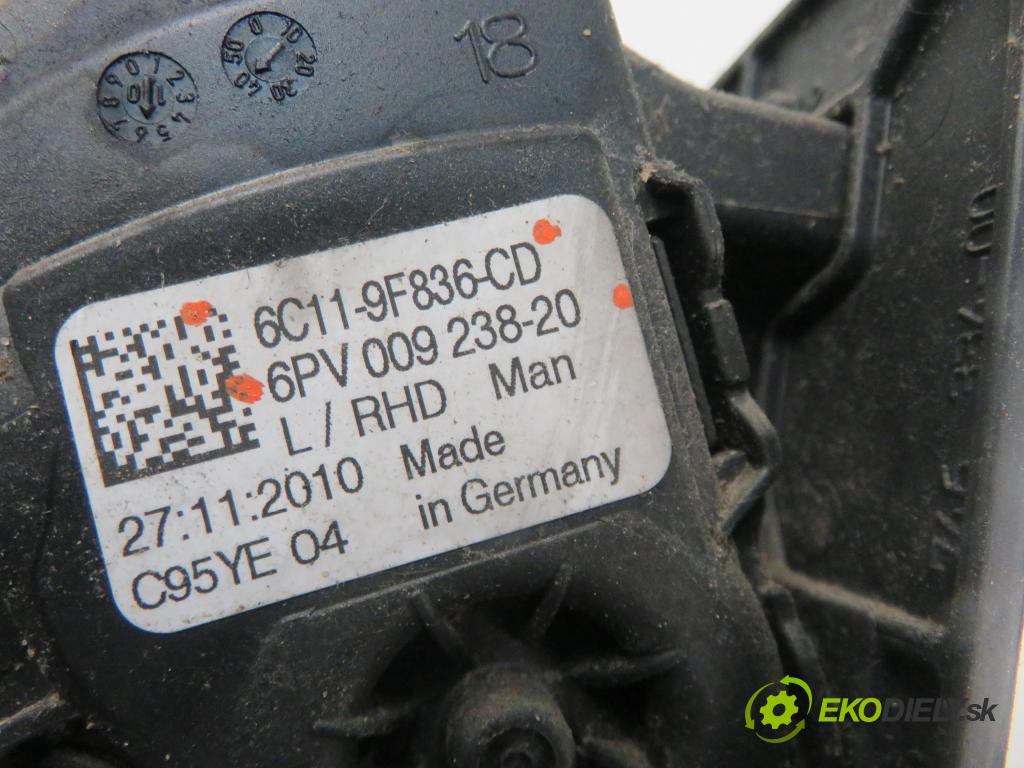 18
6C11-9F836-CD
6PV 009 238-20
L / RHD Man
27:11:2010 Made
in Germany
C95YE 04
EKODIELY.sk